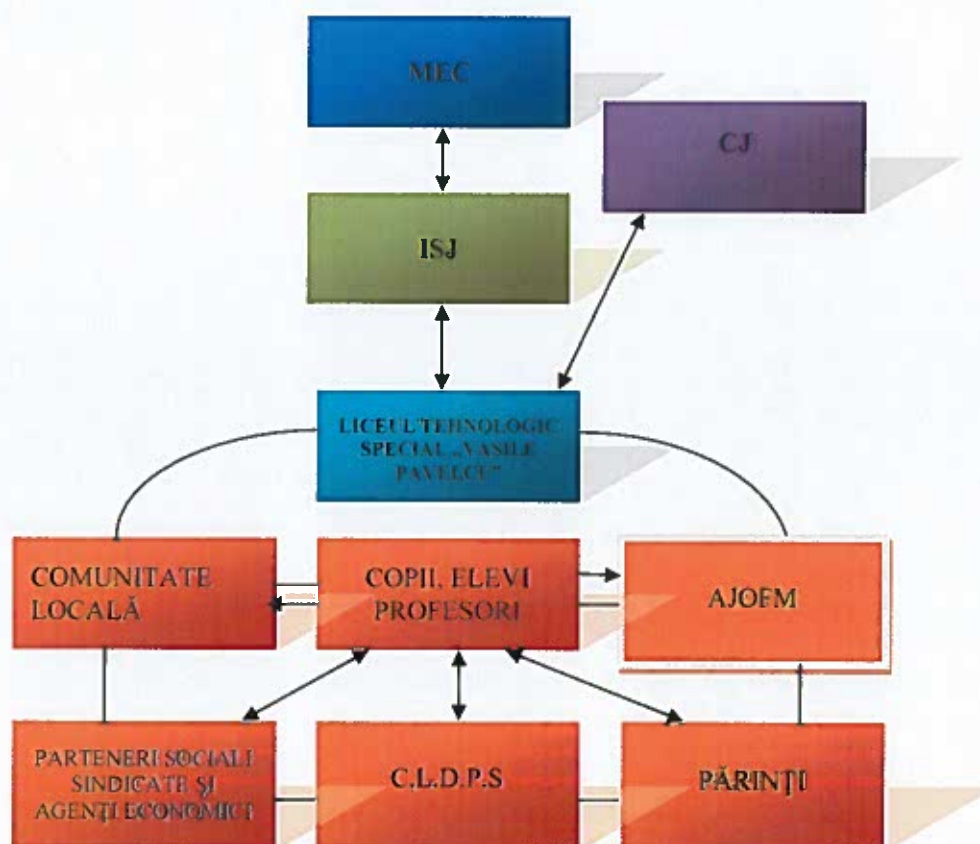 MEC
CJ
ISJ
LICEUL TEHNOLOGIC
SPECIAL „VASILE
PAVELCU”
COMUNITATE
LOCALĂ
COPII, ELEVI
PROFESORI
AJOFM
PARTENERI SOCIALI
SINDICATE ŞI
AGENŢI ECONOMICI
C.L.D.P.S
PĂRINŢI